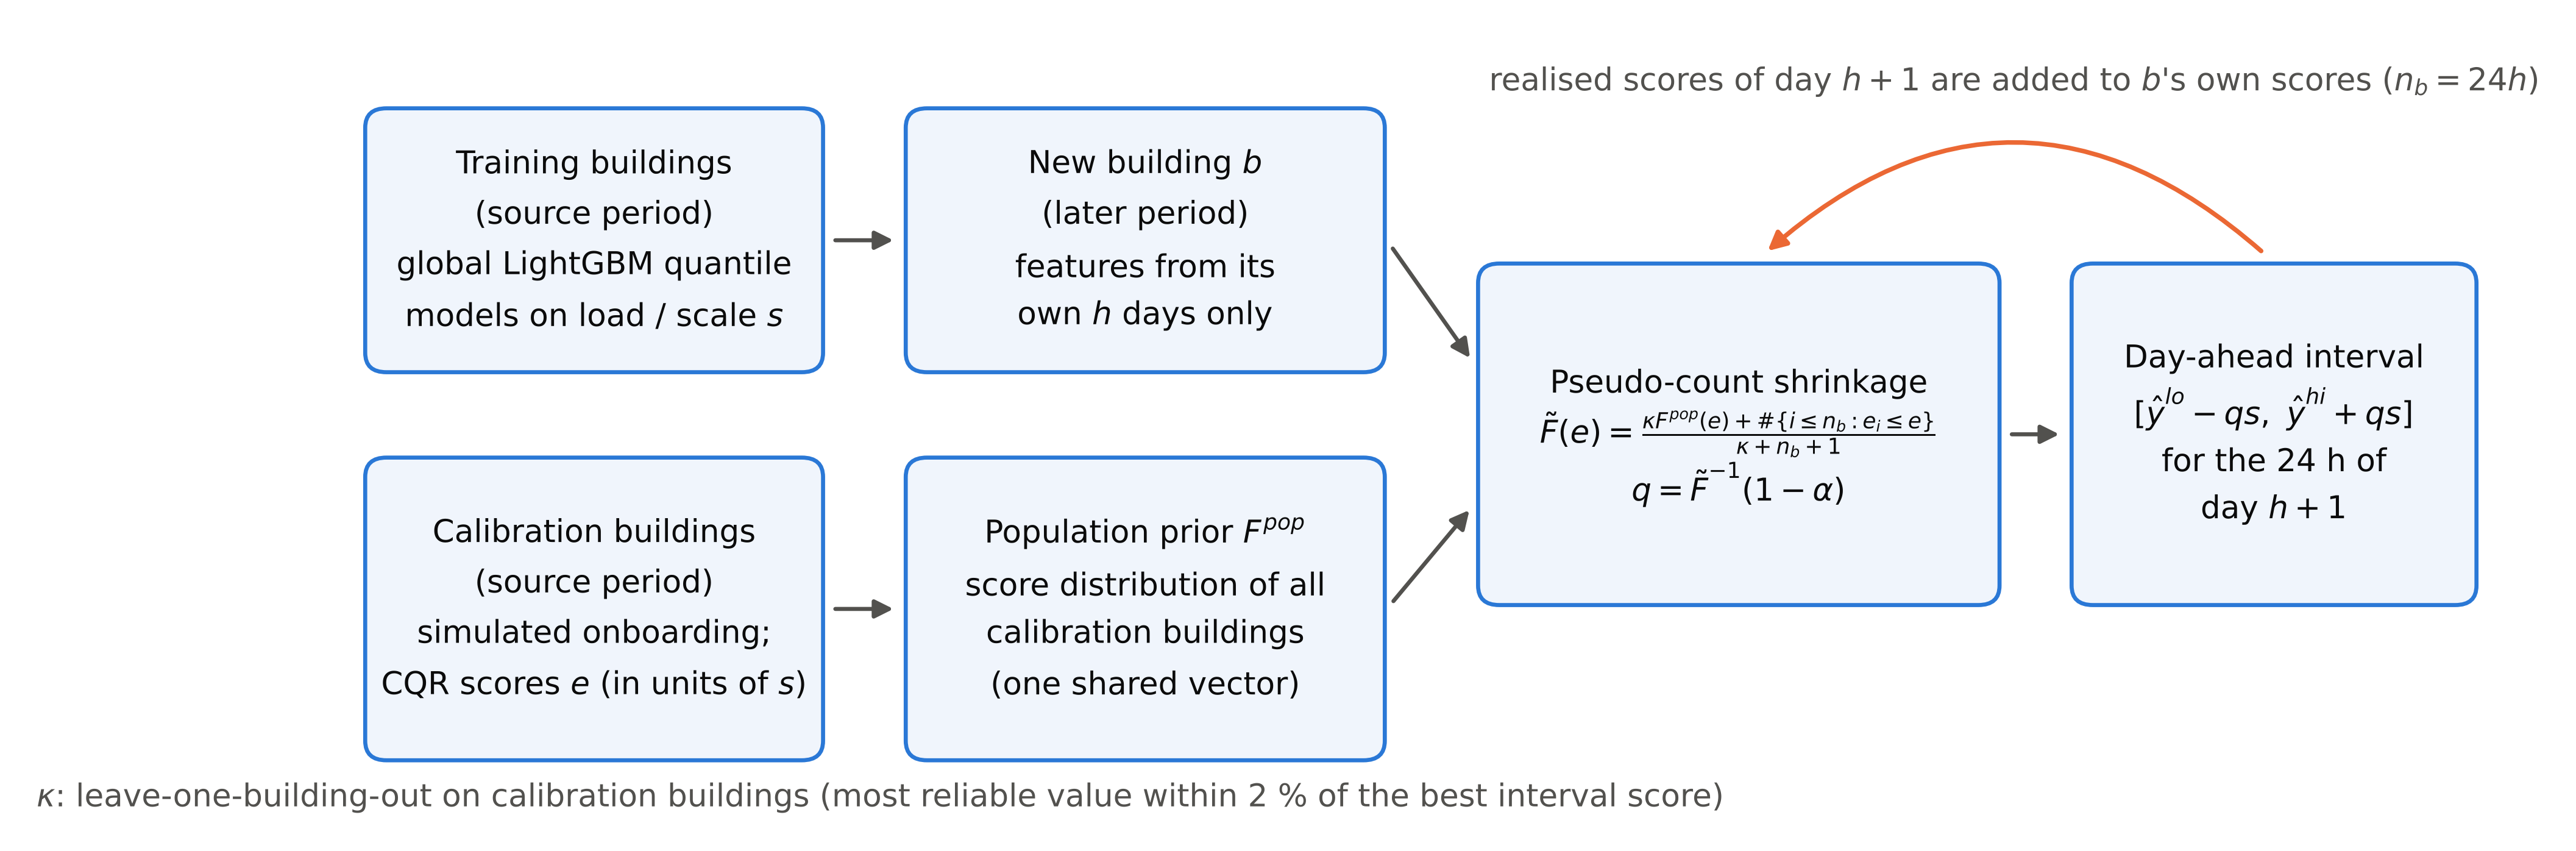 realised scores of day h + 1 are added to b's own scores (n_b = 24h)
Training buildings
(source period)
global LightGBM quantile
models on load / scale s
New building b
(later period)
features from its
own h days only
Calibration buildings
(source period)
simulated onboarding;
CQR scores e (in units of s)
Population prior F^pop
score distribution of all
calibration buildings
(one shared vector)
Pseudo-count shrinkage
F̃(e) = (κF^pop(e) + #{i ≤ n_b : e_i ≤ e}) / (κ + n_b + 1)
q = F̃^−1(1 − α)
Day-ahead interval
[ŷ^lo − qs, ŷ^hi + qs]
for the 24 h of
day h + 1
κ: leave-one-building-out on calibration buildings (most reliable value within 2 % of the best interval score)